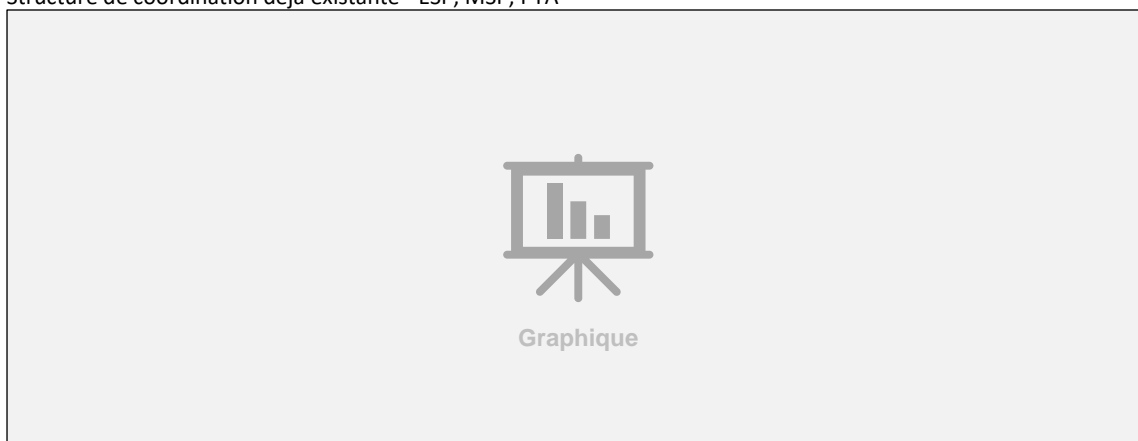 Structure de coordination déjà existante - ESP, MSP, PTA
Graphique